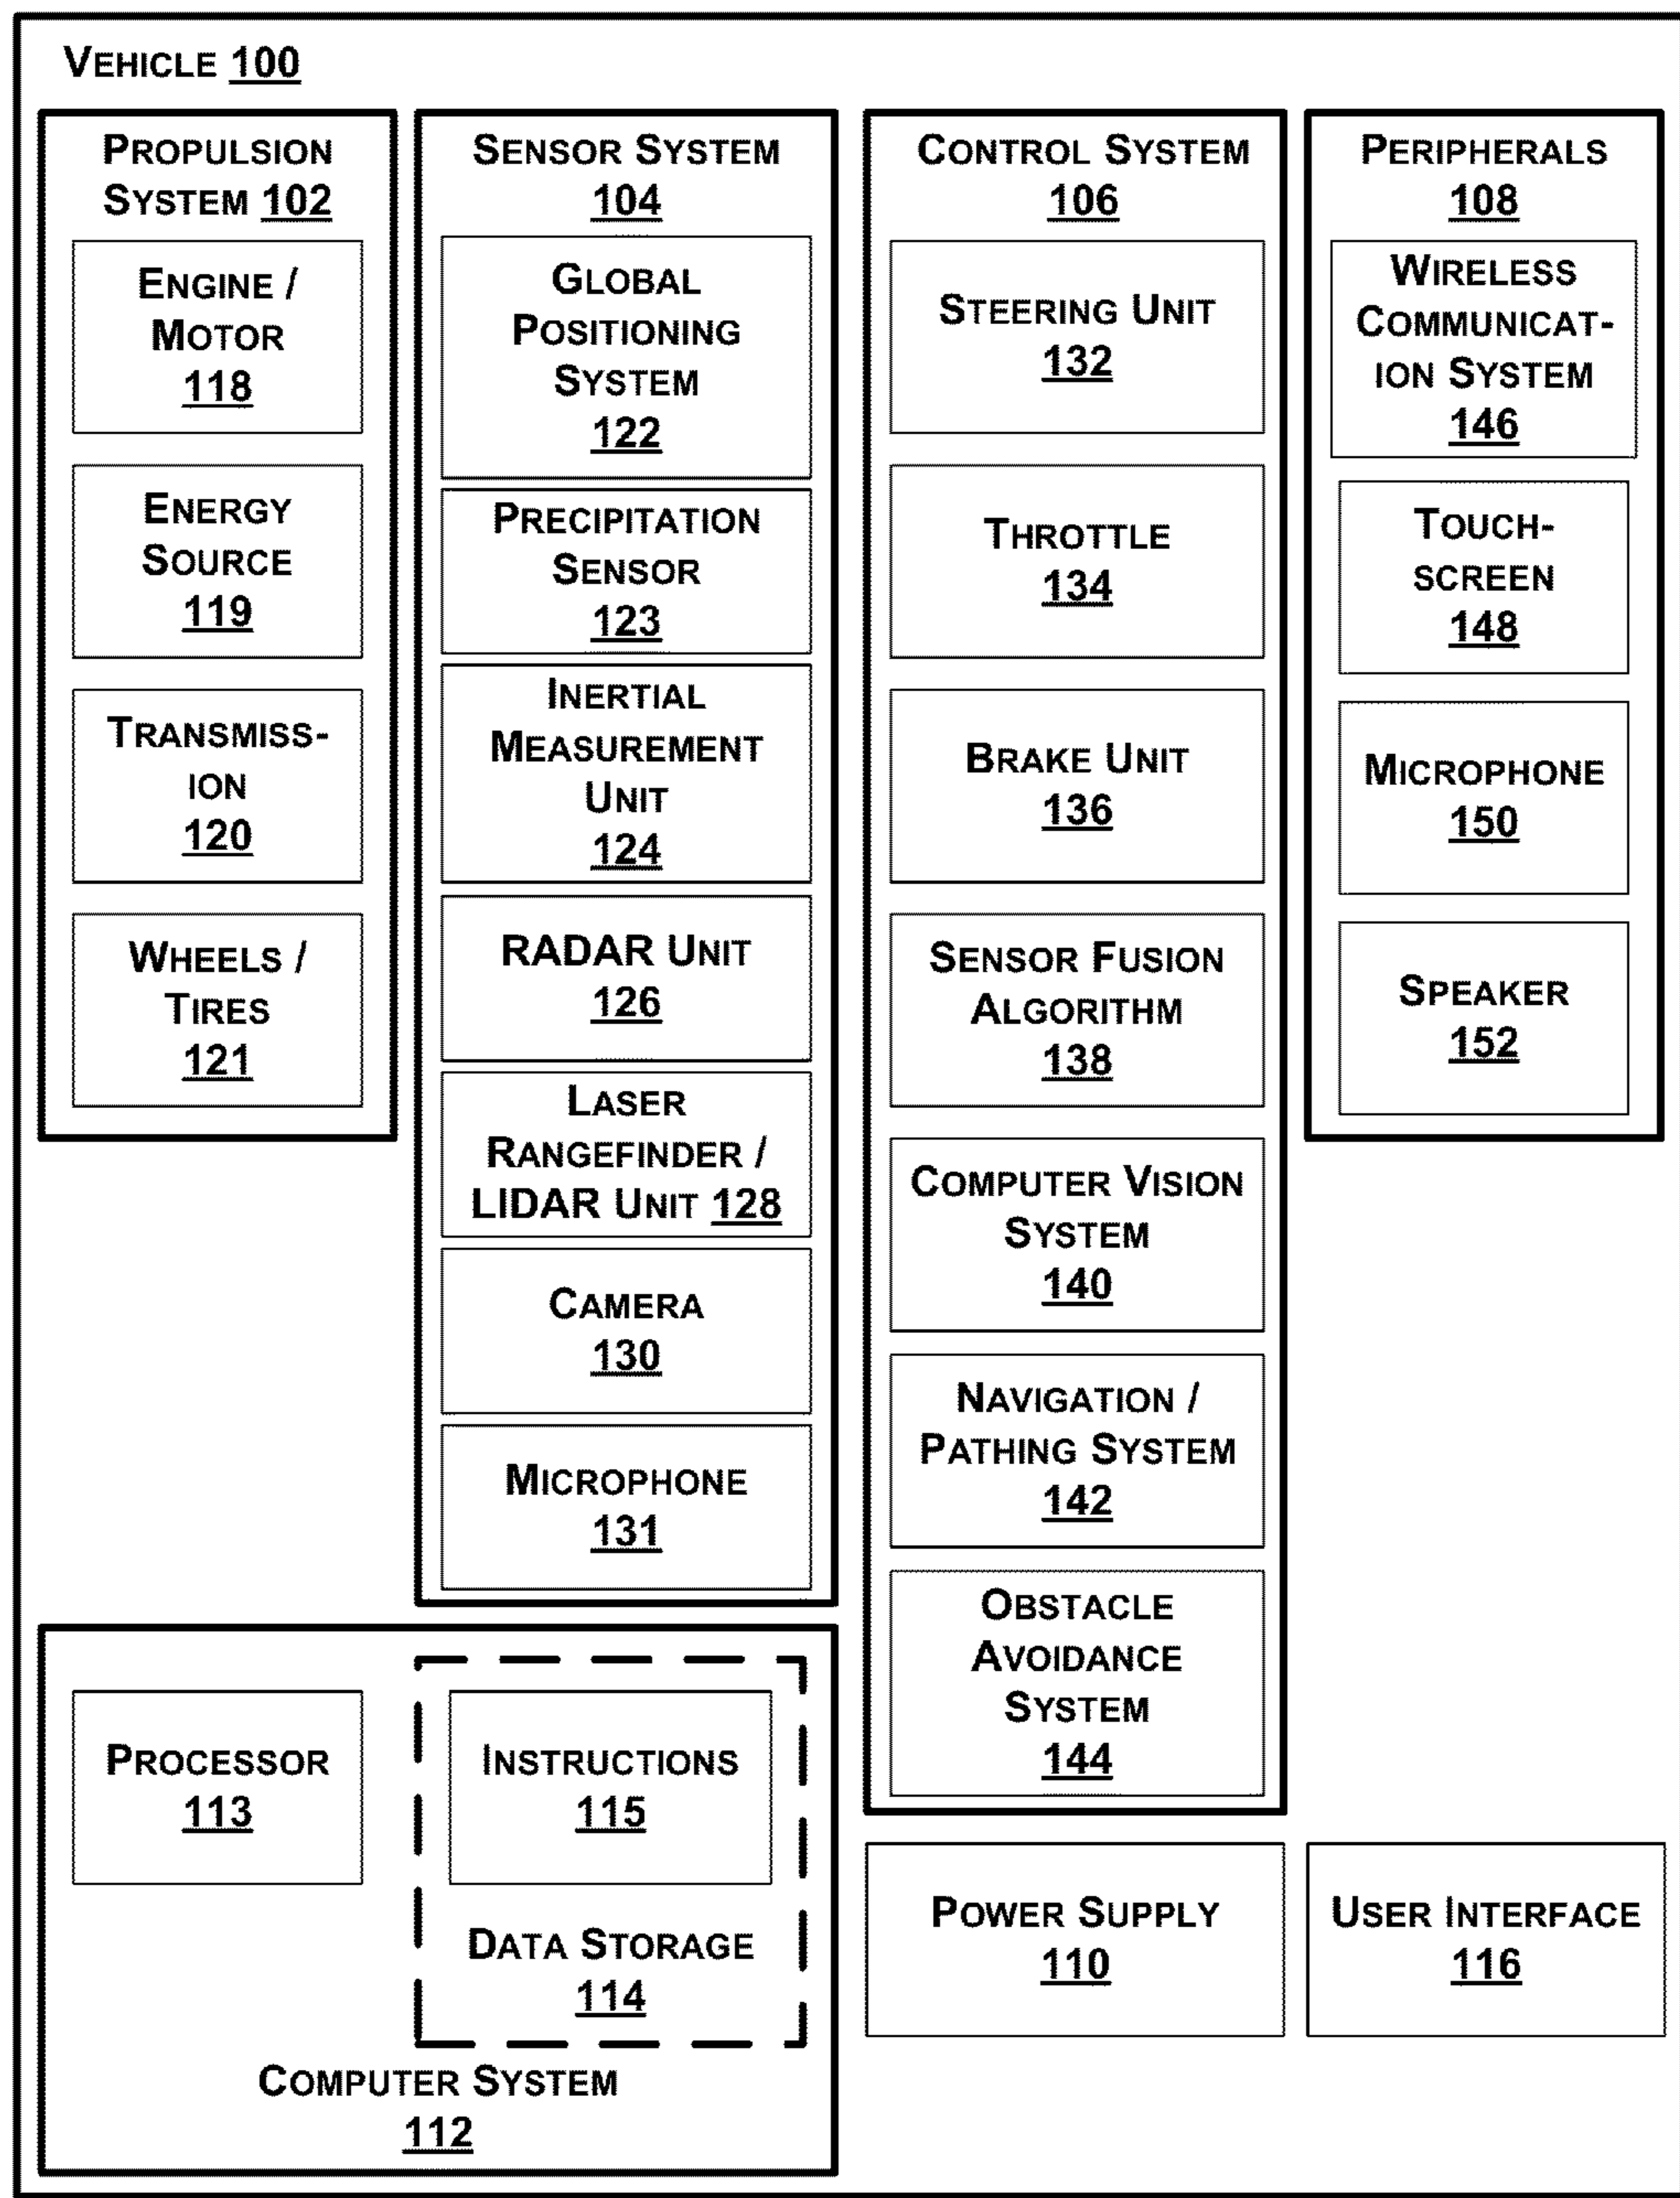 VEHICLE 100
PROPULSION
SYSTEM 102
ENGINE /
MOTOR
118
ENERGY
SOURCE
119
TRANSMISS-
ION
120
WHEELS /
TIRES
121
SENSOR SYSTEM
104
GLOBAL
POSITIONING
SYSTEM
122
PRECIPITATION
SENSOR
123
INERTIAL
MEASUREMENT
UNIT
124
RADAR UNIT
126
LASER
RANGEFINDER /
LIDAR UNIT 128
CAMERA
130
MICROPHONE
131
CONTROL SYSTEM
106
STEERING UNIT
132
THROTTLE
134
BRAKE UNIT
136
SENSOR FUSION
ALGORITHM
138
COMPUTER VISION
SYSTEM
140
NAVIGATION /
PATHING SYSTEM
142
OBSTACLE
AVOIDANCE
SYSTEM
144
PERIPHERALS
108
WIRELESS
COMMUNICAT-
ION SYSTEM
146
TOUCH-
SCREEN
148
MICROPHONE
150
SPEAKER
152
PROCESSOR
113
INSTRUCTIONS
115
DATA STORAGE
114
COMPUTER SYSTEM
112
POWER SUPPLY
110
USER INTERFACE
116